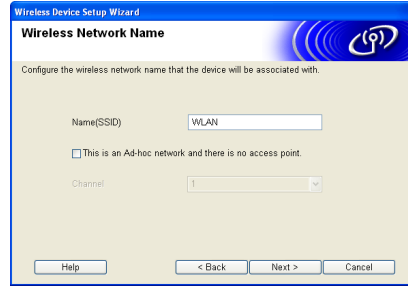 Wireless Device Setup Wizard
Wireless Network Name
Configure the wireless network name that the device will be associated with.
Name(SSID) WLAN
This is an Ad-hoc network and there is no access point.
Channel 1
Help < Back Next > Cancel